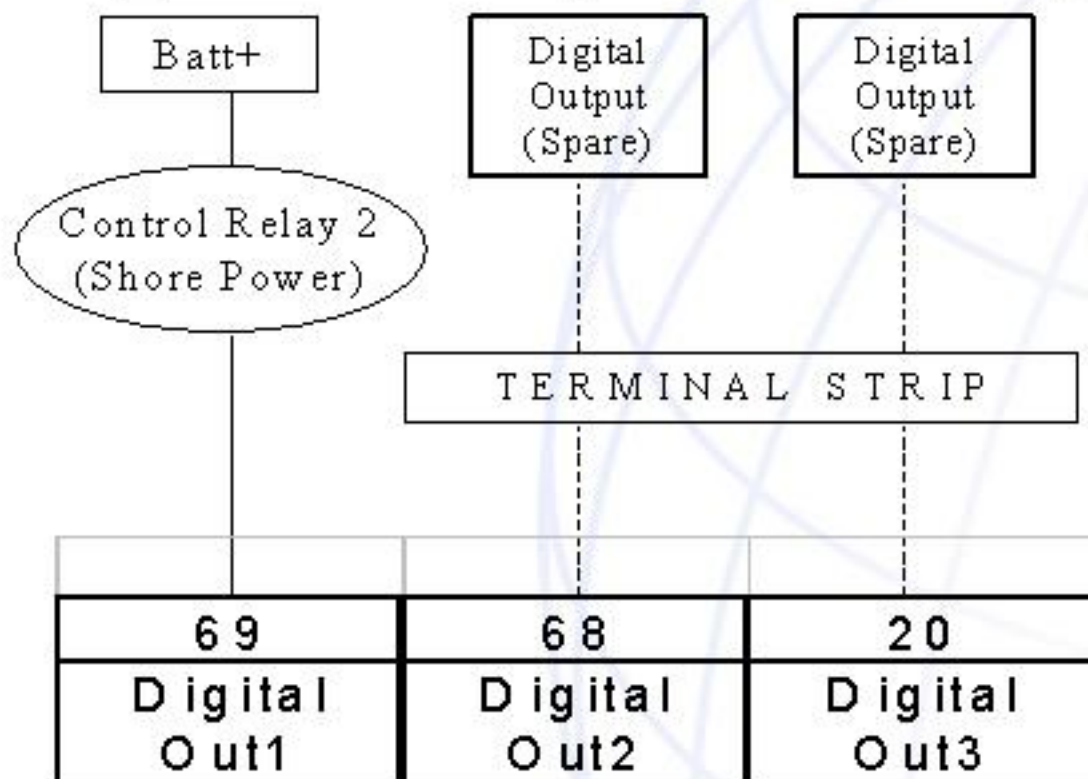 Batt+
Digital
Output
(Spare)
Digital
Output
(Spare)
Control Relay 2
(Shore Power)
TERMINAL STRIP
69
68
20
Digital
Out1
Digital
Out2
Digital
Out3